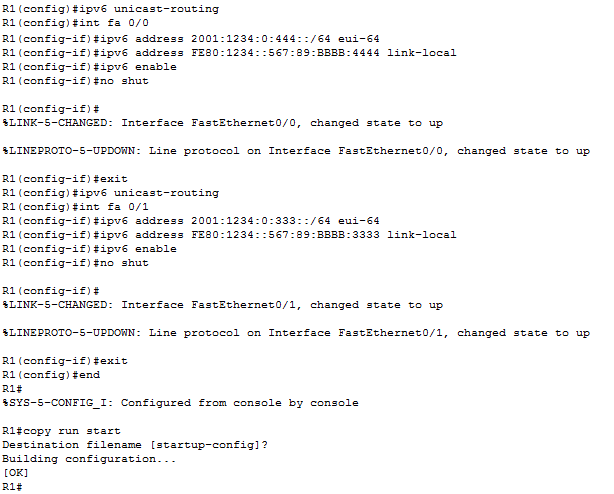 R1(config)#ipv6 unicast-routing
R1(config)#int fa 0/0
R1(config-if)#ipv6 address 2001:1234:0:444::/64 eui-64
R1(config-if)#ipv6 address FE80:1234::567:89:BBBB:4444 link-local
R1(config-if)#ipv6 enable
R1(config-if)#no shut
R1(config-if)#
%LINK-5-CHANGED: Interface FastEthernet0/0, changed state to up
%LINEPROTO-5-UPDOWN: Line protocol on Interface FastEthernet0/0, changed state to up
R1(config-if)#exit
R1(config)#ipv6 unicast-routing
R1(config)#int fa 0/1
R1(config-if)#ipv6 address 2001:1234:0:333::/64 eui-64
R1(config-if)#ipv6 address FE80:1234::567:89:BBBB:3333 link-local
R1(config-if)#ipv6 enable
R1(config-if)#no shut
R1(config-if)#
%LINK-5-CHANGED: Interface FastEthernet0/1, changed state to up
%LINEPROTO-5-UPDOWN: Line protocol on Interface FastEthernet0/1, changed state to up
R1(config-if)#exit
R1(config)#end
R1#
%SYS-5-CONFIG_I: Configured from console by console
R1#copy run start
Destination filename [startup-config]?
Building configuration...
[OK]
R1#